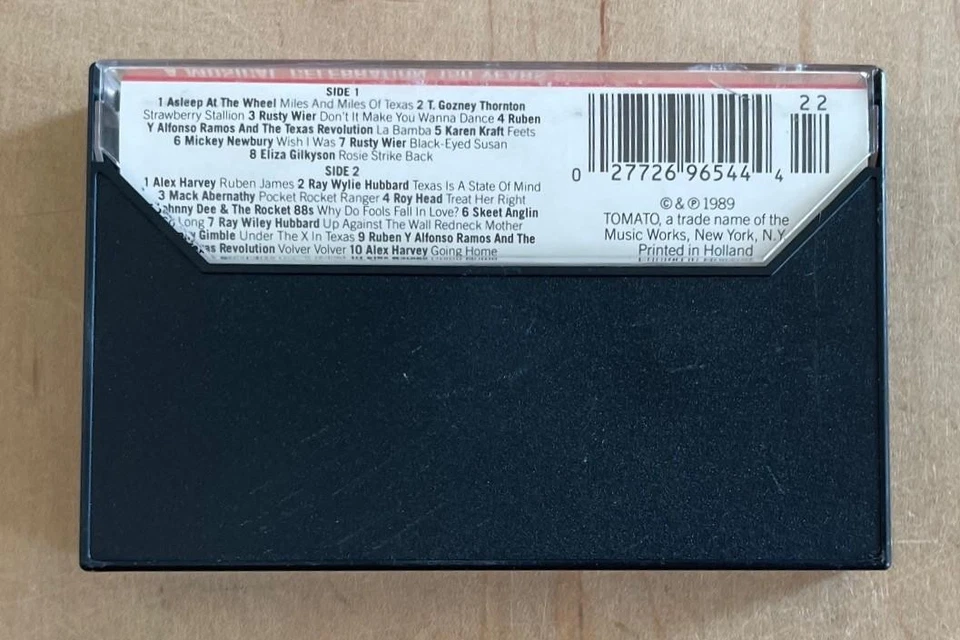 A MUSICAL CELEBRATION 150 YEARS
SIDE 1
1 Asleep At The Wheel Miles And Miles Of Texas 2 T. Gozney Thornton
Strawberry Stallion 3 Rusty Wier Don't It Make You Wanna Dance 4 Ruben
Y Alfonso Ramos And The Texas Revolution La Bamba 5 Karen Kraft Feets
6 Mickey Newbury Wish I Was 7 Rusty Wier Black-Eyed Susan
8 Eliza Gilkyson Rosie Strike Back
SIDE 2
1 Alex Harvey Ruben James 2 Ray Wylie Hubbard Texas Is A State Of Mind
3 Mack Abernathy Pocket Rocket Ranger 4 Roy Head Treat Her Right
Johnny Dee & The Rocket 88s Why Do Fools Fall In Love? 6 Skeet Anglin
Long 7 Ray Wiley Hubbard Up Against The Wall Redneck Mother
Gimble Under The X In Texas 9 Ruben Y Alfonso Ramos And The
Revolution Volver Volver 10 Alex Harvey Going Home
22
0 27726 96544 4
© & ℗ 1989
TOMATO, a trade name of the
Music Works, New York, N.Y.
Printed in Holland